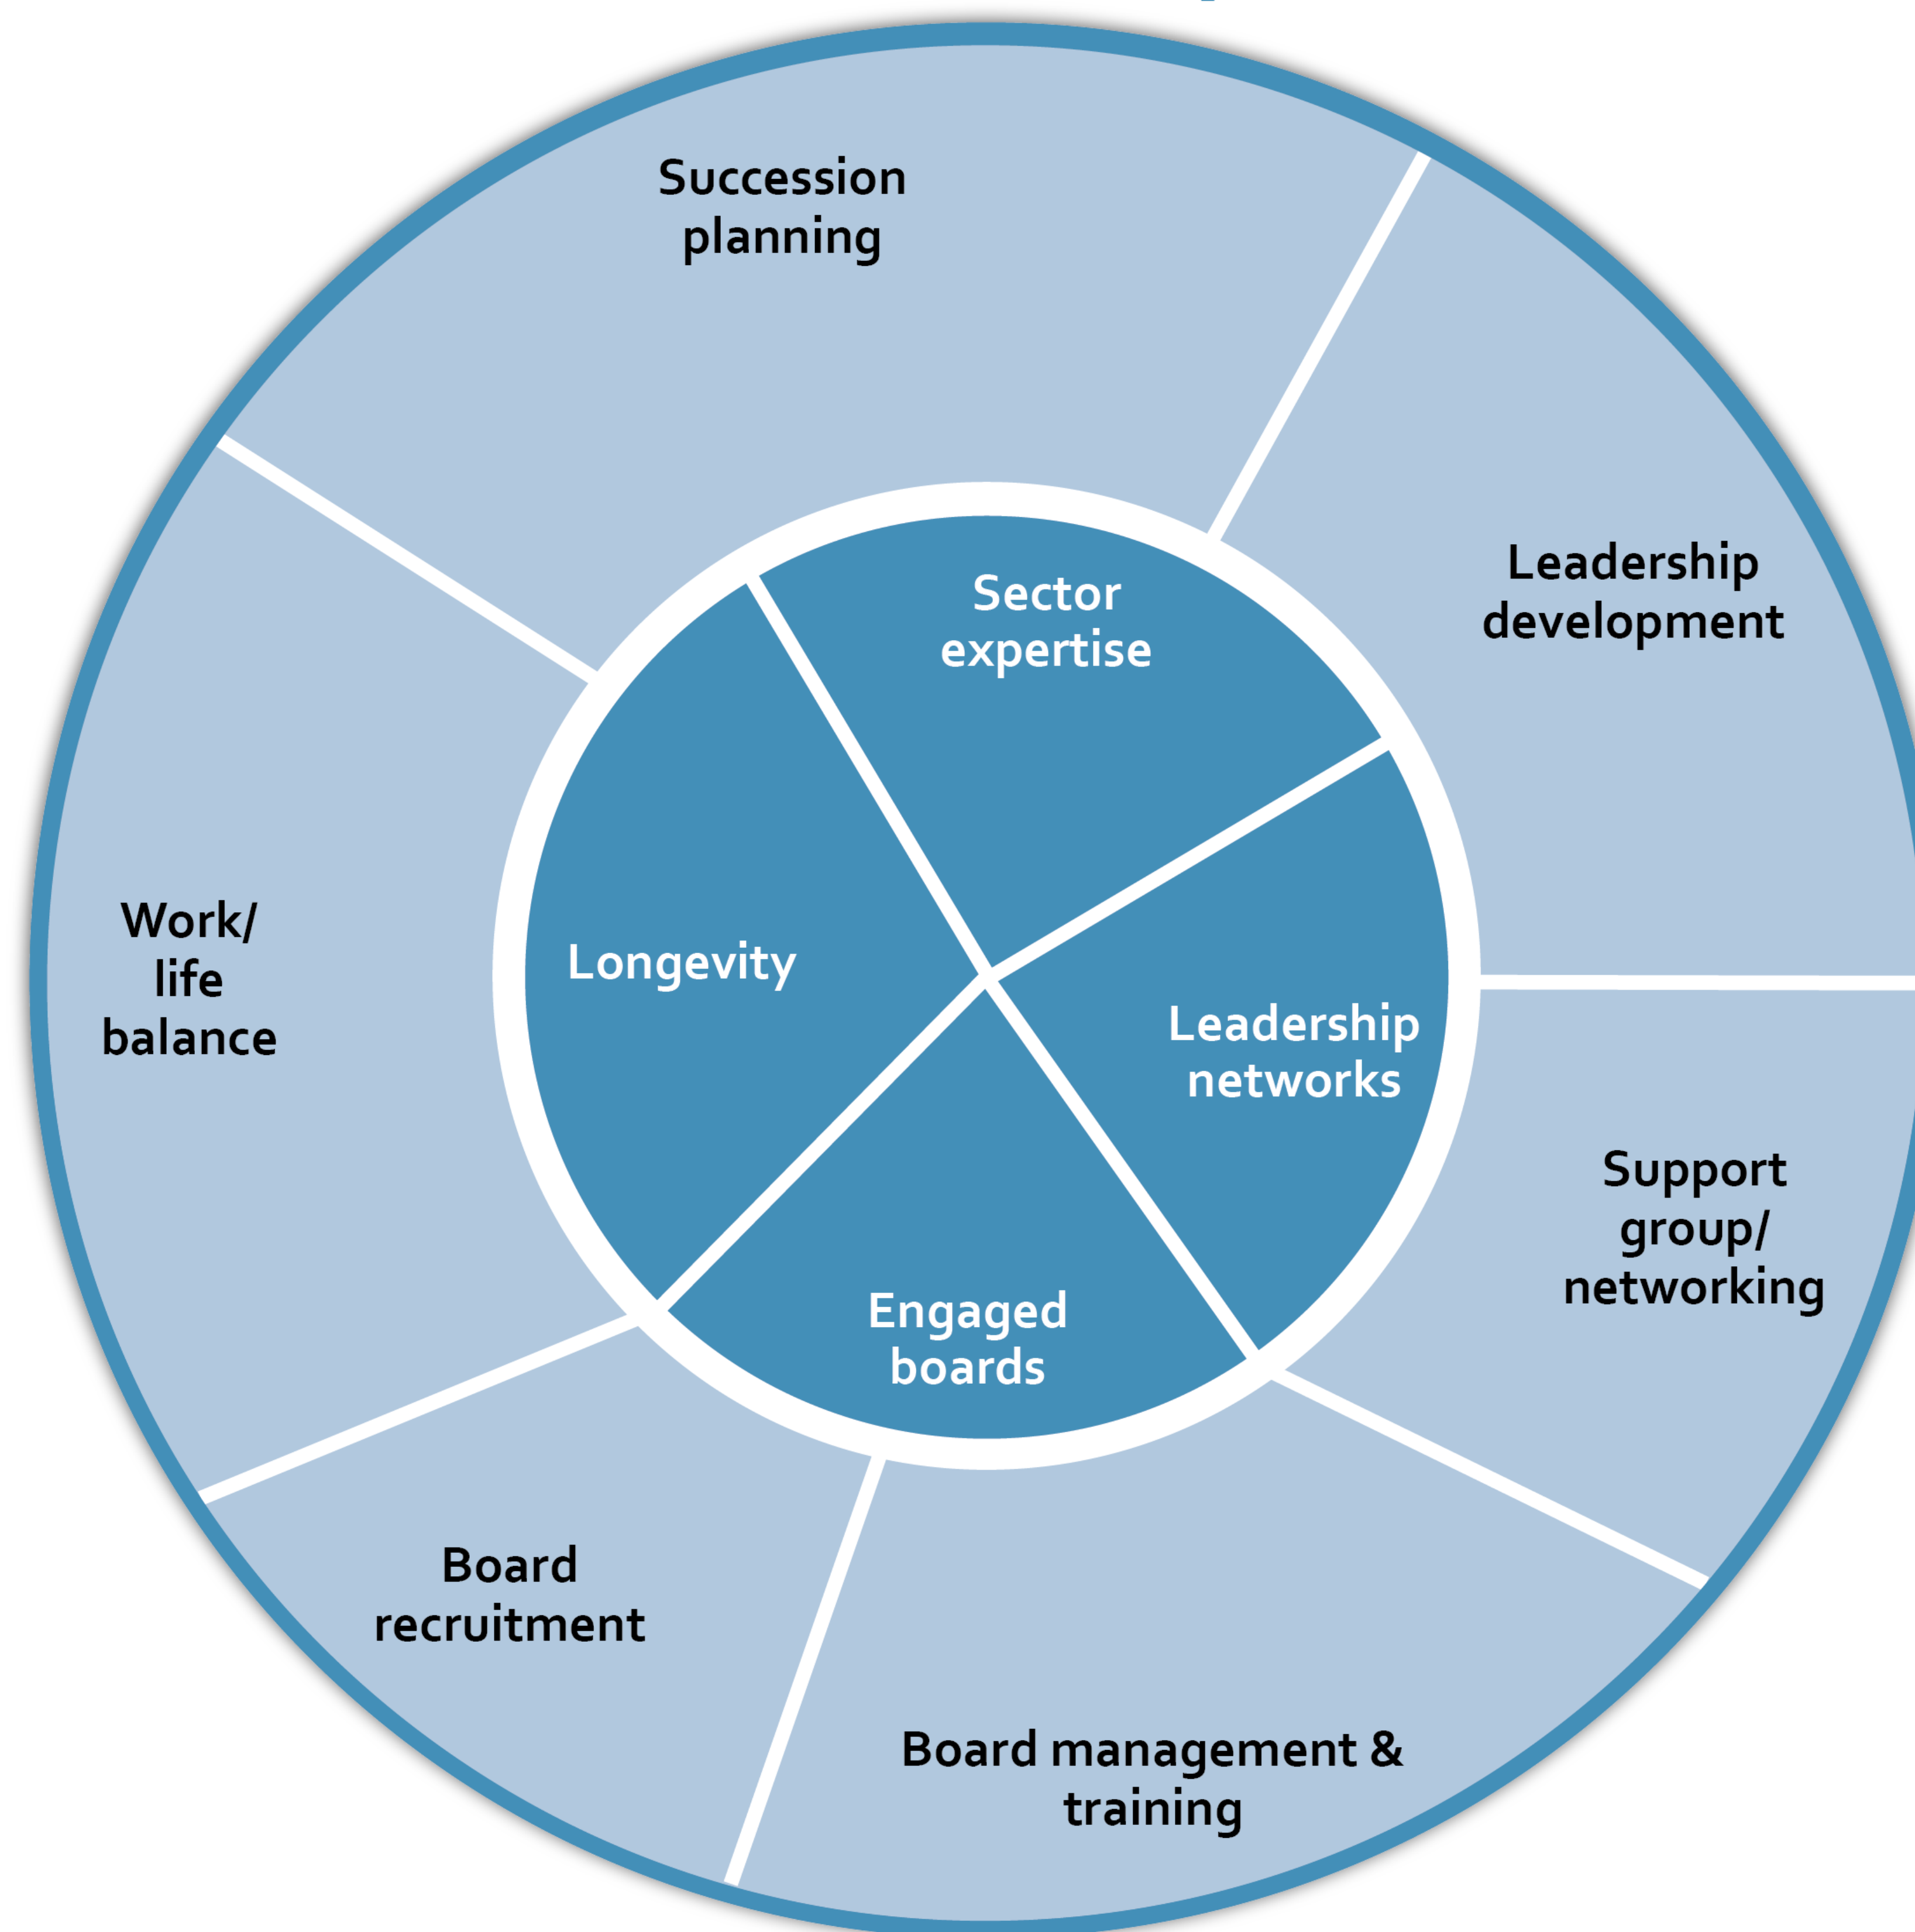 Succession
planning
Leadership
development
Sector
expertise
Work/
life
balance
Longevity
Leadership
networks
Support
group/
networking
Engaged
boards
Board
recruitment
Board management &
training